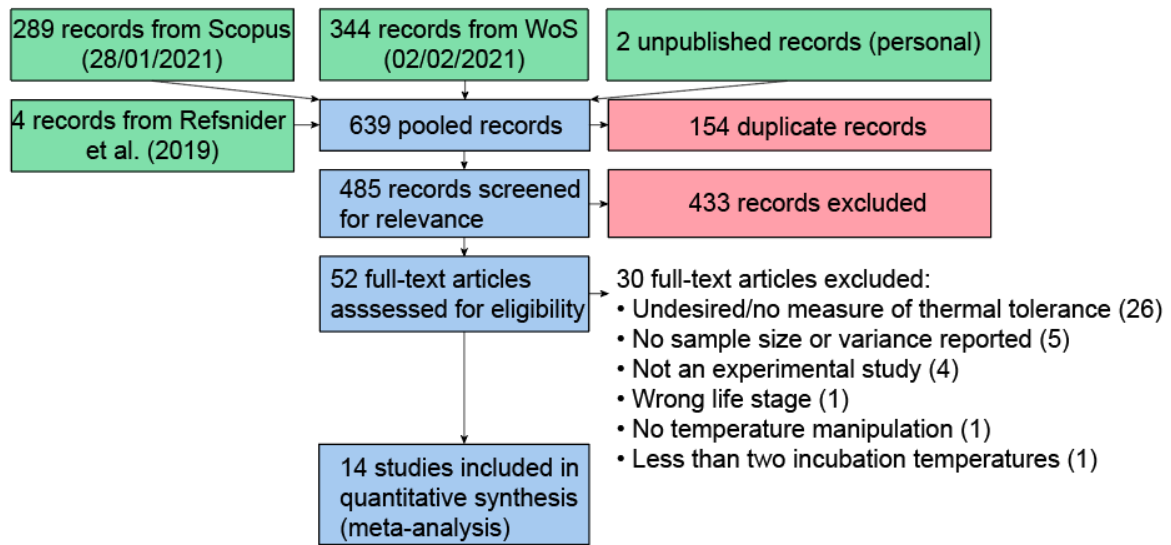 289 records from Scopus
(28/01/2021)
344 records from WoS
(02/02/2021)
2 unpublished records (personal)
4 records from Refsnider
et al. (2019)
639 pooled records
154 duplicate records
485 records screened
for relevance
433 records excluded
52 full-text articles
asssessed for eligibility
30 full-text articles excluded:
• Undesired/no measure of thermal tolerance (26)
• No sample size or variance reported (5)
• Not an experimental study (4)
• Wrong life stage (1)
• No temperature manipulation (1)
• Less than two incubation temperatures (1)
14 studies included in
quantitative synthesis
(meta-analysis)